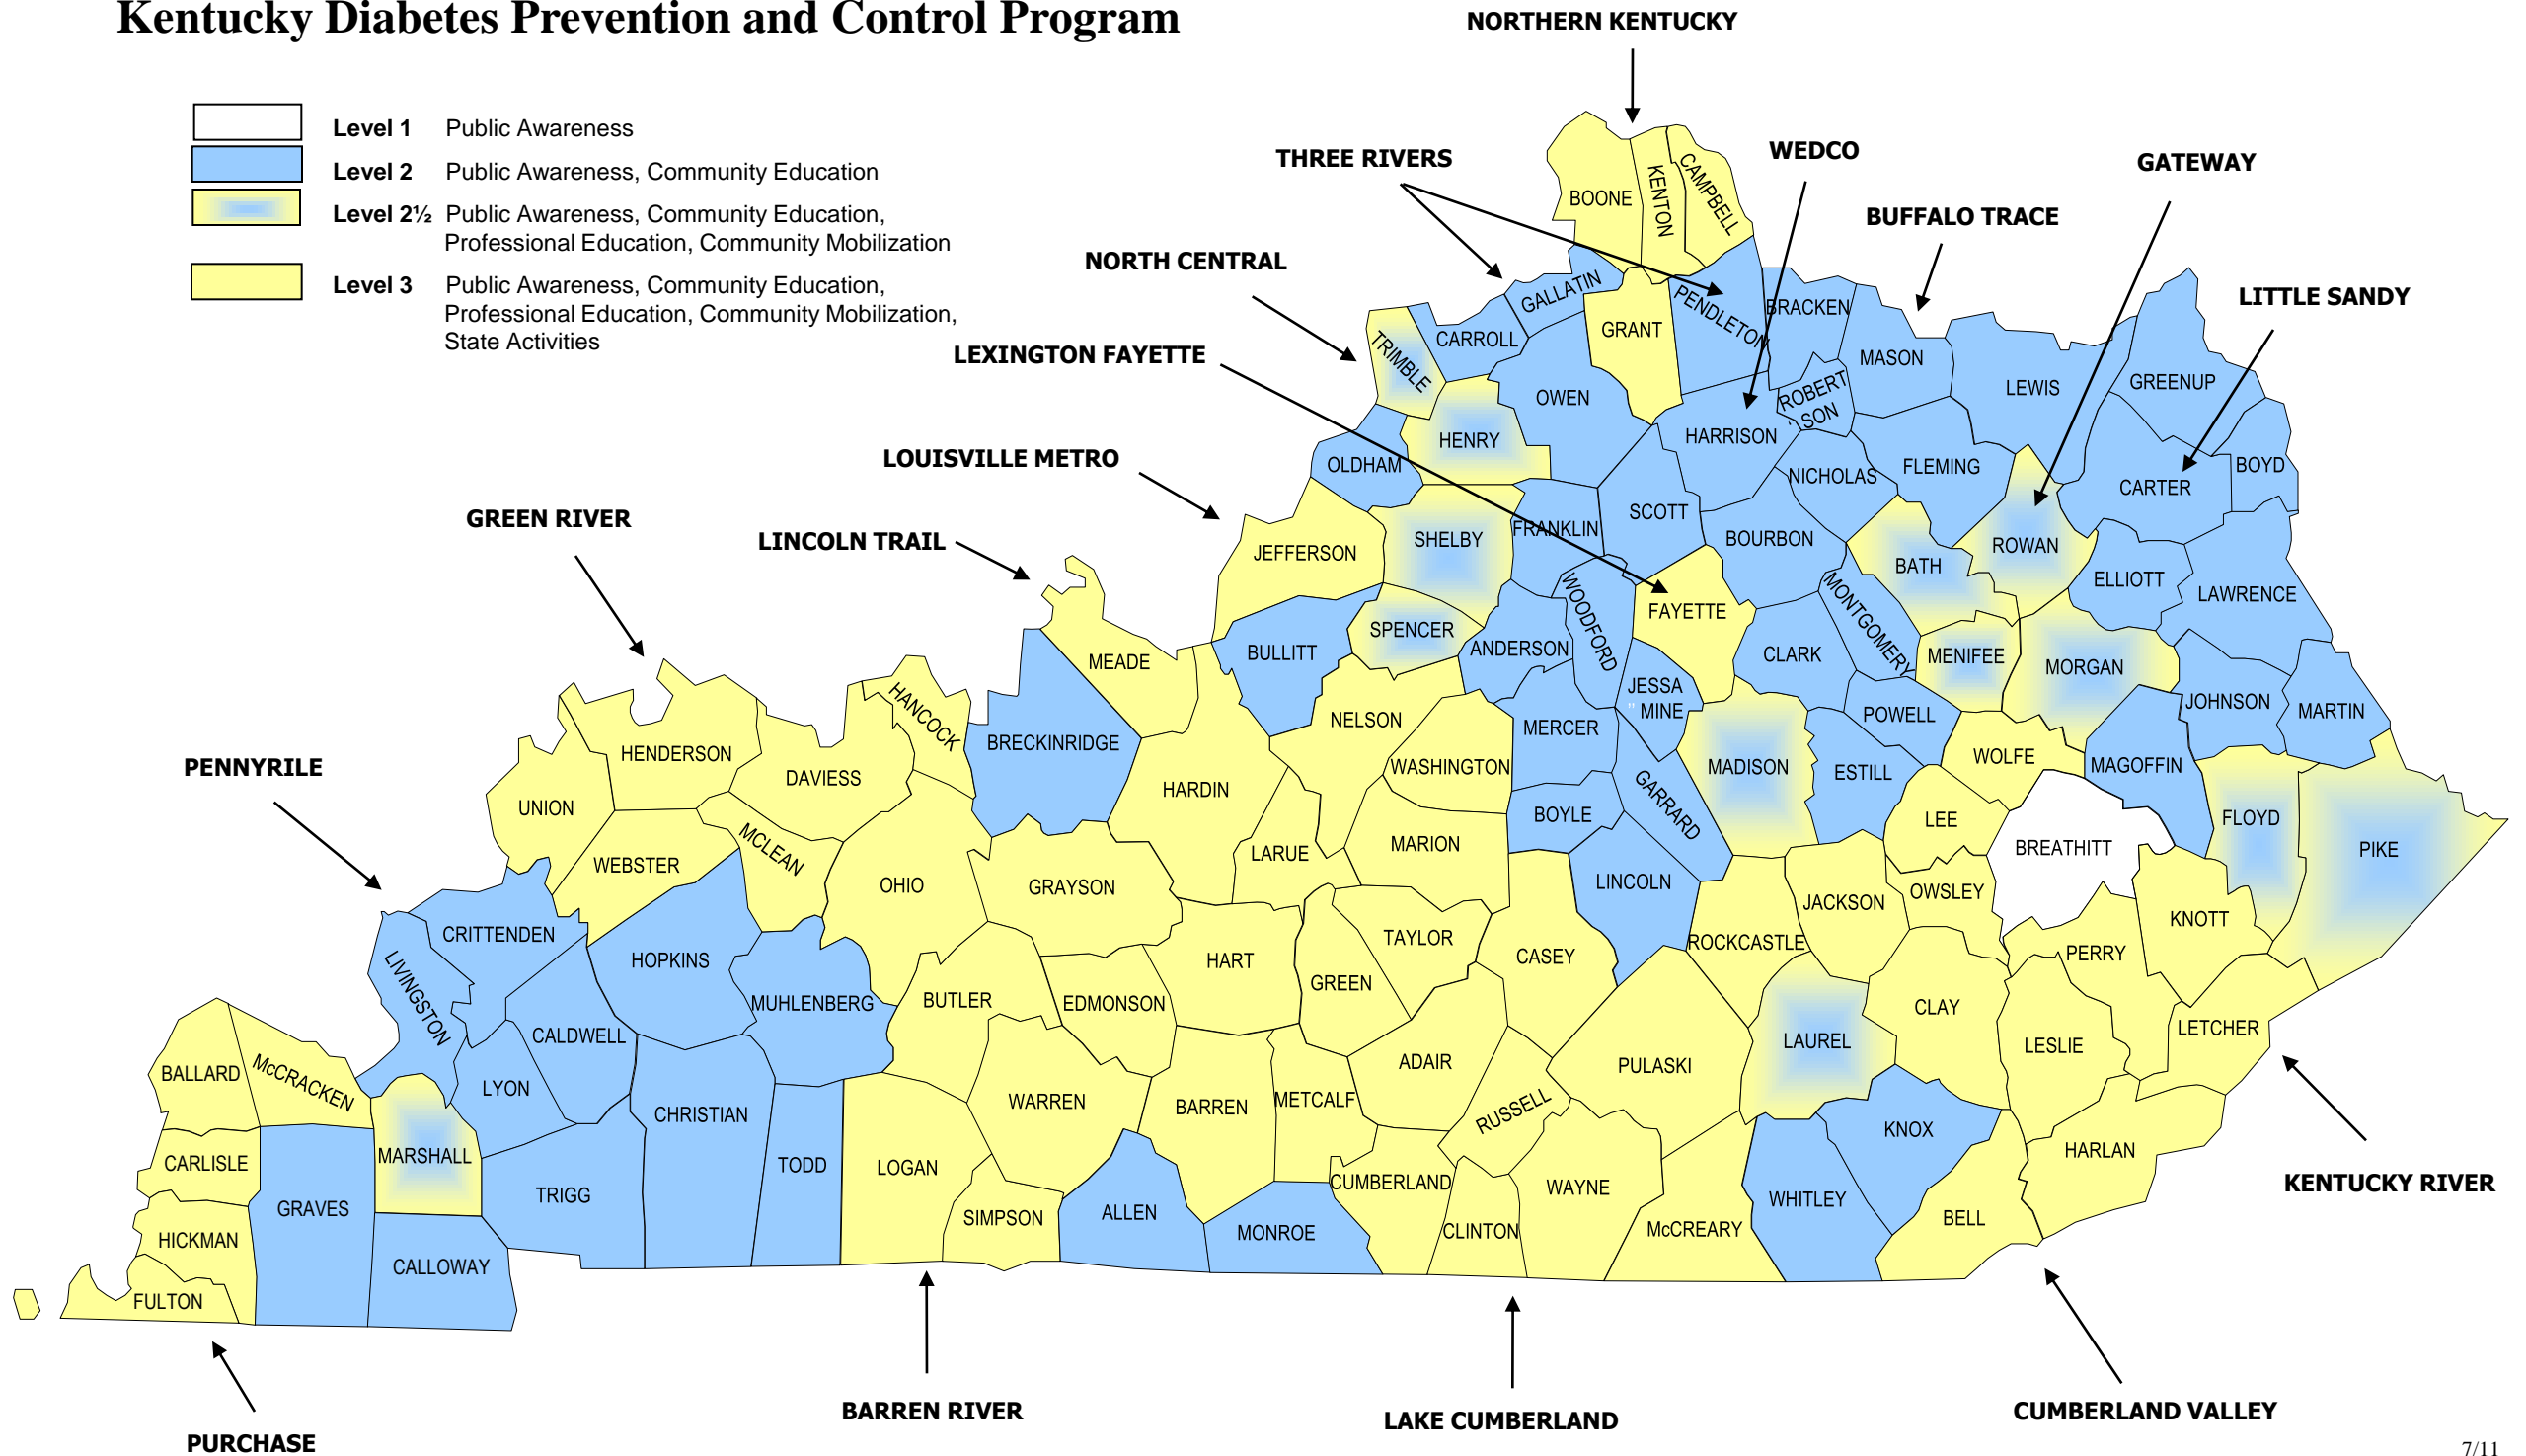 Kentucky Diabetes Prevention and Control Program
Level 1 Public Awareness
Level 2 Public Awareness, Community Education
Level 2½ Public Awareness, Community Education,
Professional Education, Community Mobilization
Level 3 Public Awareness, Community Education,
Professional Education, Community Mobilization,
State Activities
NORTHERN KENTUCKY
THREE RIVERS
WEDCO
GATEWAY
BUFFALO TRACE
NORTH CENTRAL
LITTLE SANDY
LEXINGTON FAYETTE
LOUISVILLE METRO
GREEN RIVER
LINCOLN TRAIL
PENNYRILE
BOONE
KENTON
CAMPBELL
GALLATIN
GRANT
PENDLETON
BRACKEN
CARROLL
TRIMBLE
MASON
OWEN
ROBERT
SON
LEWIS
GREENUP
HENRY
HARRISON
OLDHAM
NICHOLAS
FLEMING
BOYD
CARTER
SCOTT
FRANKLIN
SHELBY
BOURBON
ROWAN
JEFFERSON
BATH
ELLIOTT
LAWRENCE
WOODFORD
FAYETTE
MONTGOMERY
SPENCER
ANDERSON
BULLITT
CLARK
MENIFEE
MORGAN
MEADE
JESSA
" MINE
JOHNSON
MARTIN
HANCOCK
NELSON
MERCER
POWELL
BRECKINRIDGE
HENDERSON
DAVIESS
WASHINGTON
MADISON
ESTILL
WOLFE
MAGOFFIN
HARDIN
UNION
GARRARD
BOYLE
LEE
FLOYD
MCLEAN
WEBSTER
LARUE
MARION
BREATHITT
PIKE
OHIO
GRAYSON
LINCOLN
JACKSON
OWSLEY
KNOTT
CRITTENDEN
TAYLOR
ROCKCASTLE
PERRY
HOPKINS
HART
CASEY
LIVINGSTON
MUHLENBERG
BUTLER
EDMONSON
GREEN
CLAY
LETCHER
CALDWELL
LAUREL
LESLIE
BALLARD
McCRACKEN
LYON
ADAIR
PULASKI
WARREN
BARREN
METCALF
RUSSELL
CHRISTIAN
KNOX
MARSHALL
CARLISLE
TODD
LOGAN
HARLAN
CUMBERLAND
WAYNE
TRIGG
WHITLEY
GRAVES
SIMPSON
ALLEN
MONROE
CLINTON
McCREARY
BELL
HICKMAN
CALLOWAY
FULTON
KENTUCKY RIVER
BARREN RIVER
LAKE CUMBERLAND
CUMBERLAND VALLEY
PURCHASE
7/11